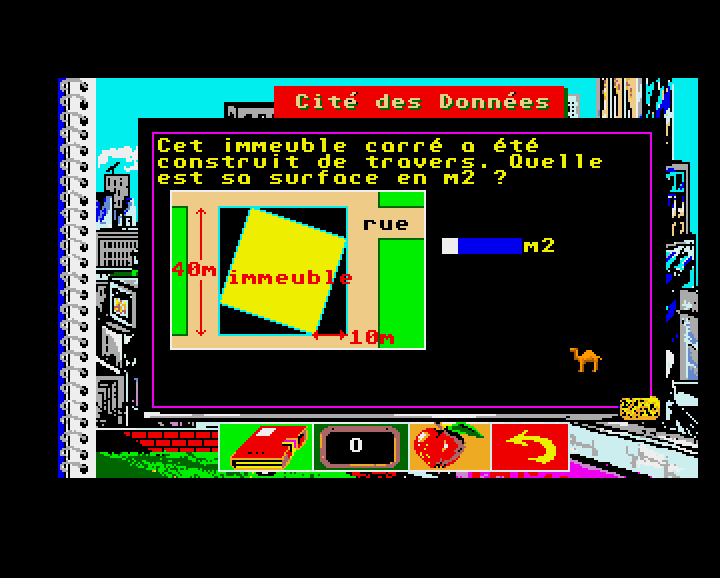 Cité des Données
Cet immeuble carré a été
construit de travers. Quelle
est sa surface en m2 ?
rue
40m
immeuble
m2
10m
0